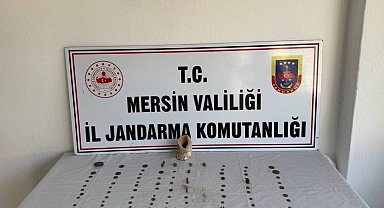 T.C.
MERSİN VALİLİĞİ
İL JANDARMA KOMUTANLIĞI